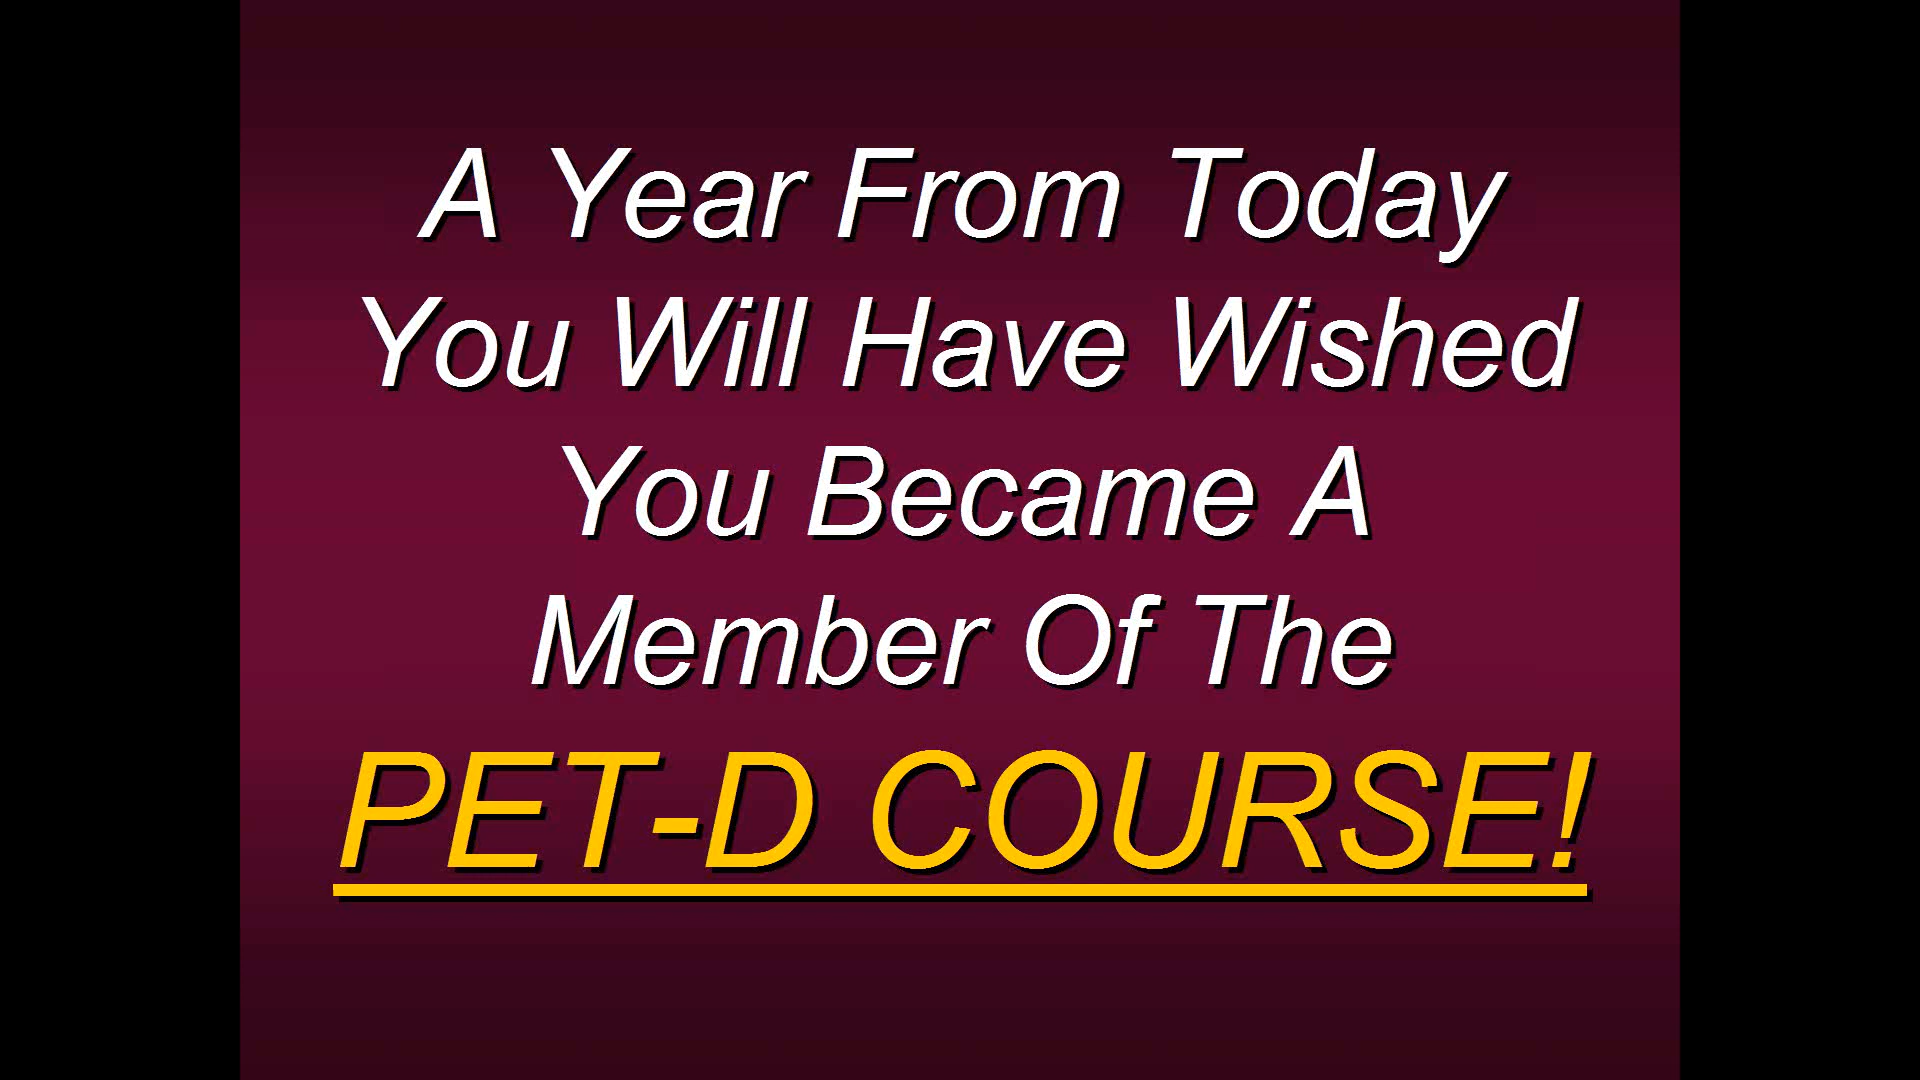 A Year From Today
You Will Have Wished
You Became A
Member Of The
PET-D COURSE!